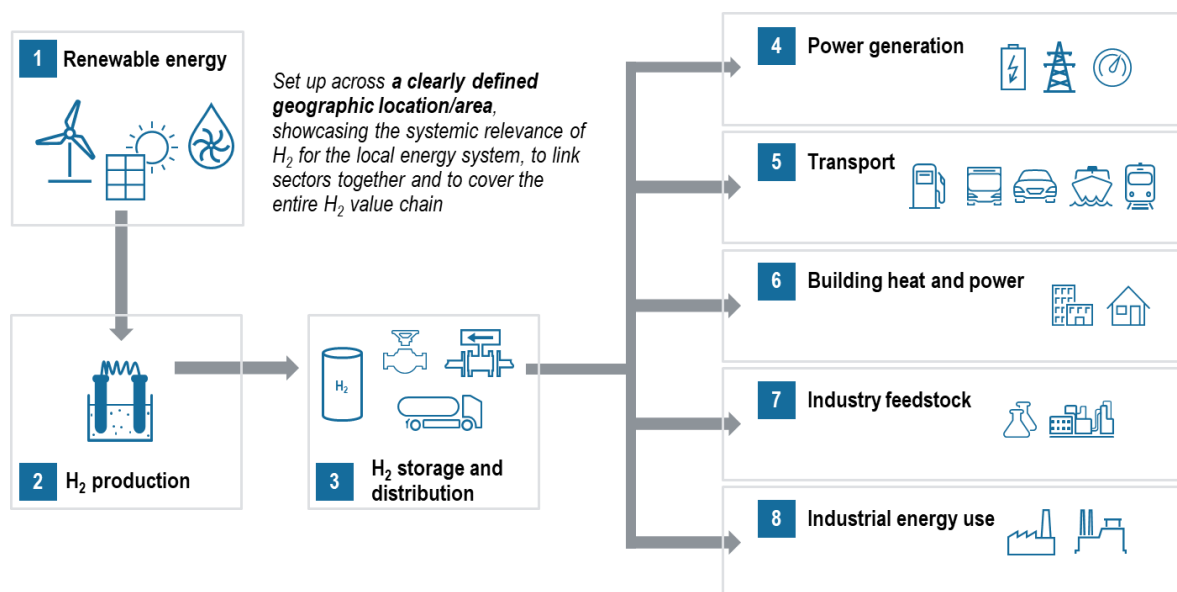 1 Renewable energy
Set up across a clearly defined
geographic location/area,
showcasing the systemic relevance of
H₂ for the local energy system, to link
sectors together and to cover the
entire H₂ value chain
2 H₂ production
H₂
3 H₂ storage and
distribution
4 Power generation
5 Transport
6 Building heat and power
7 Industry feedstock
8 Industrial energy use